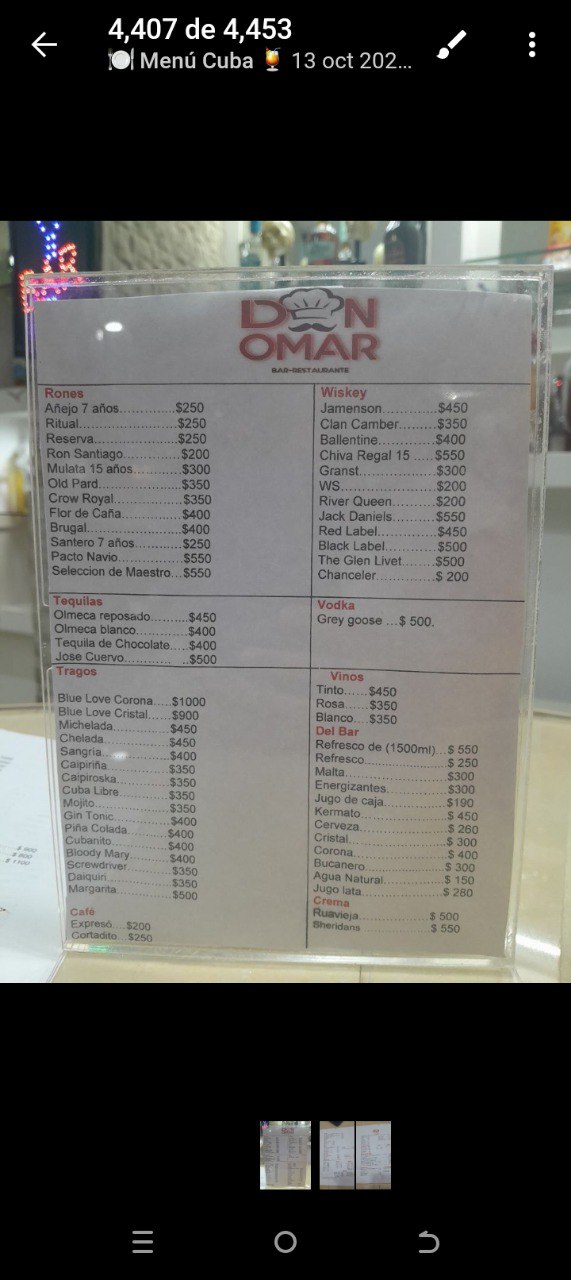 4,407 de 4,453
🍽 Menú Cuba 🍹 13 oct 202...
DON
OMAR
BAR-RESTAURANTE
Rones
Añejo 7 años.............$250
Ritual.......................$250
Reserva...................$250
Ron Santiago.............$200
Mulata 15 años...........$300
Old Pard...................$350
Crow Royal................$350
Flor de Caña..............$400
Brugal......................$400
Santero 7 años...........$250
Pacto Navio...............$550
Seleccion de Maestro...$550
Wiskey
Jamenson.............$450
Clan Camber.........$350
Ballentine..............$400
Chiva Regal 15 .....$550
Granst...................$300
WS.......................$200
River Queen..........$200
Jack Daniels..........$550
Red Label..............$450
Black Label............$500
The Glen Livet........$500
Chanceler..............$ 200
Tequilas
Olmeca reposado..........$450
Olmeca blanco.............$400
Tequila de Chocolate.....$400
Jose Cuervo............ ..$500
Vodka
Grey goose ...$ 500.
Tragos
Blue Love Corona.....$1000
Blue Love Cristal......$900
Michelada...............$450
Chelada..................$450
Sangria..................$400
Caipiriña.................$350
Caipiroska...............$350
Cuba Libre..............$350
Mojito.....................$350
Gin Tonic................$400
Piña Colada............$400
Cubanito.................$400
Bloody Mary............$400
Screwdriver.............$350
Daiquiri...................$350
Margarita.................$500
Café
Expresó....$200
Cortadito...$250
Vinos
Tinto......$450
Rosa......$350
Blanco....$350
Del Bar
Refresco de (1500ml)...$ 550
Refresco....................$ 250
Malta.........................$300
Energizantes...............$300
Jugo de caja...............$190
Kermato.....................$ 450
Cerveza.....................$ 260
Cristal........................$ 300
Corona.......................$ 400
Bucanero....................$ 300
Agua Natural...............$ 150
Jugo lata.....................$ 280
Crema
Ruavieja..................$ 500
Sheridans................$ 550
$ 900
$ 800
$ 1100